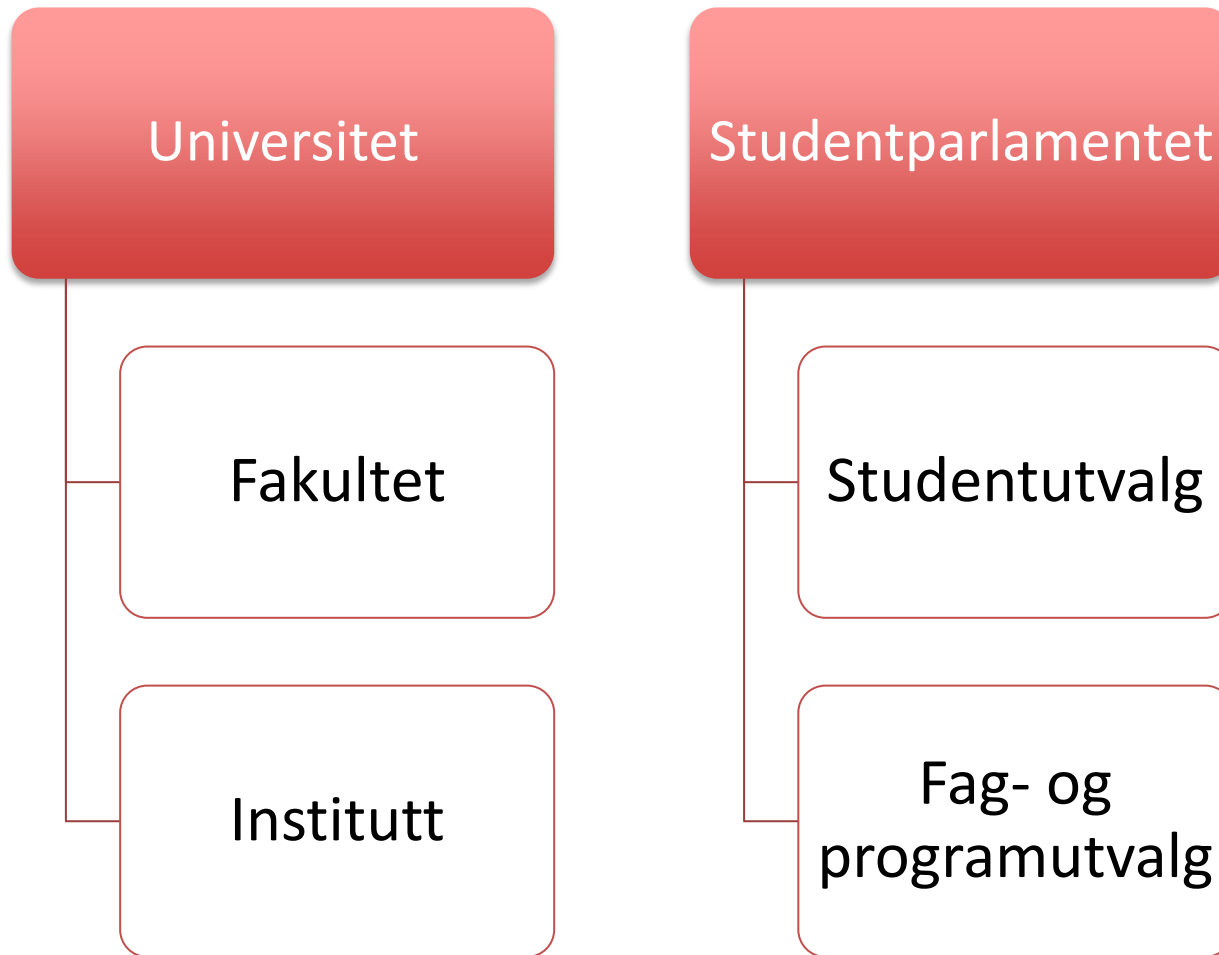 Universitet
Fakultet
Institutt
Studentparlamentet
Studentutvalg
Fag- og
programutvalg